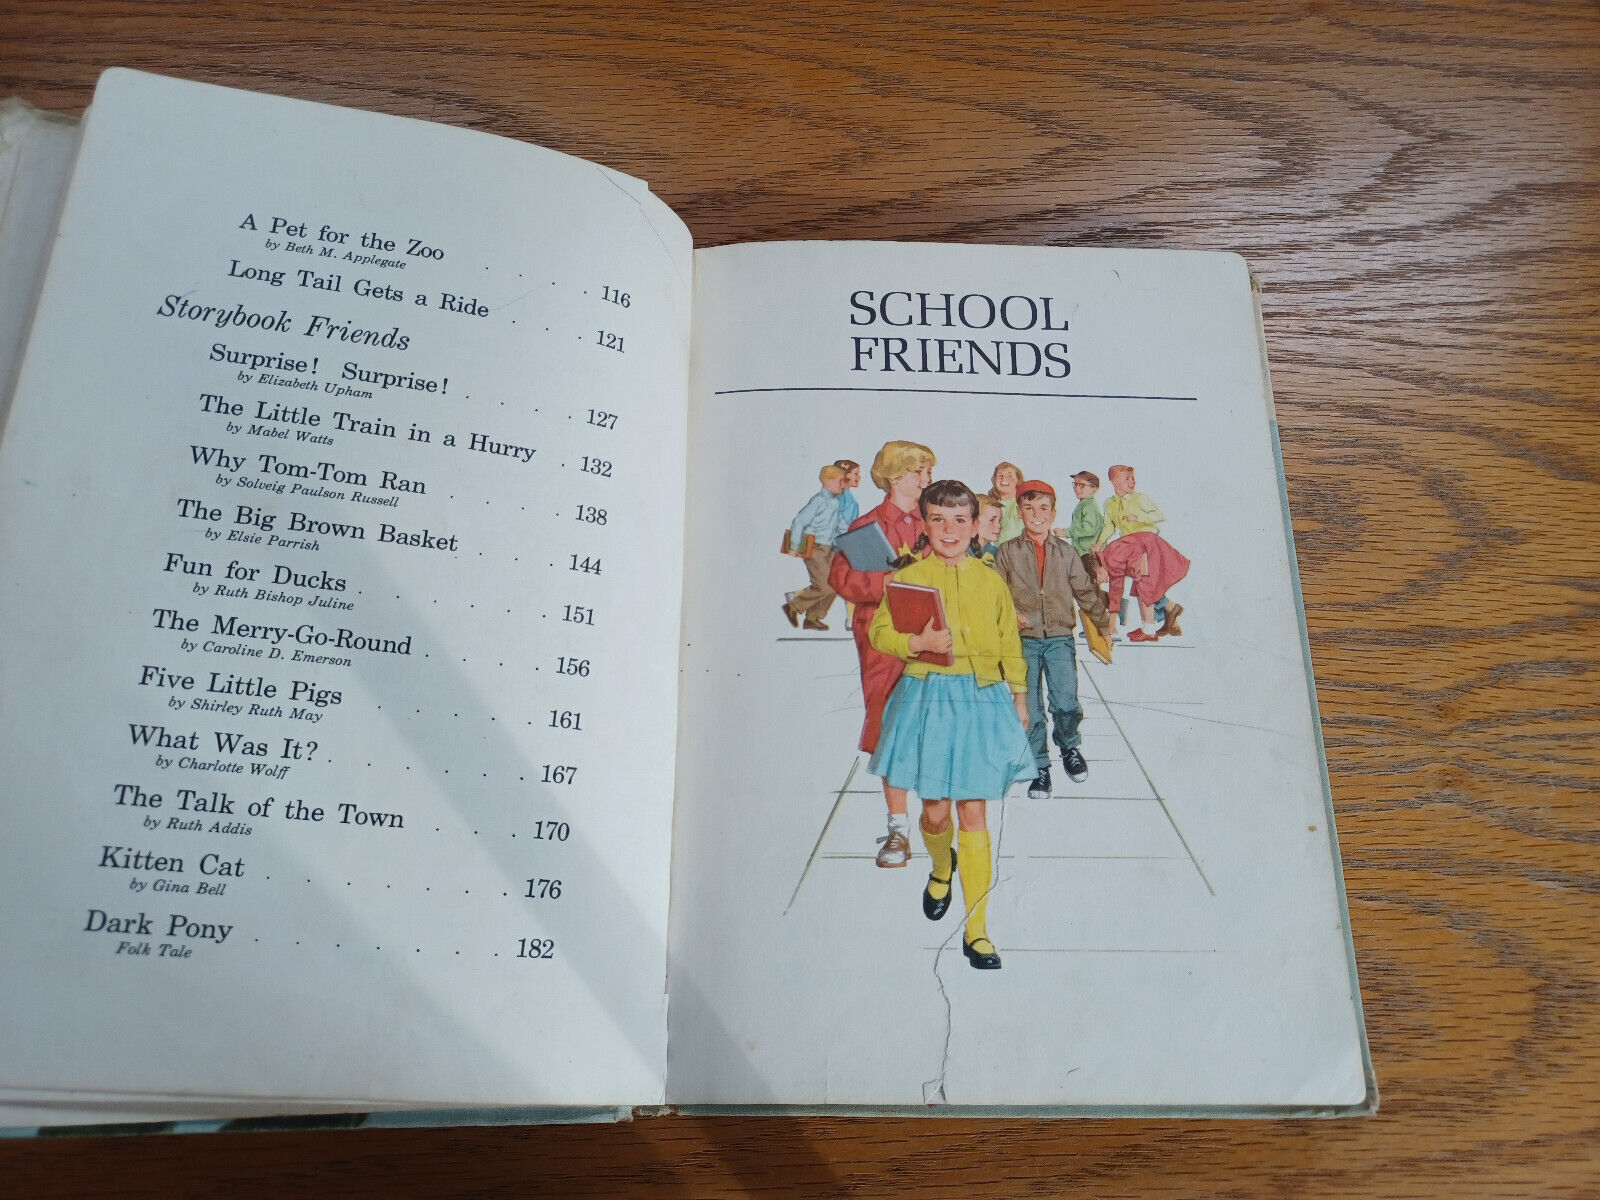 A Pet for the Zoo . . . . 116
by Beth M. Applegate
Long Tail Gets a Ride . . . 121
Storybook Friends
Surprise! Surprise! . . . . 127
by Elizabeth Upham
The Little Train in a Hurry . 132
by Mabel Watts
Why Tom-Tom Ran . . . . 138
by Solveig Paulson Russell
The Big Brown Basket . . . . 144
by Elsie Parrish
Fun for Ducks . . . . . . 151
by Ruth Bishop Juline
The Merry-Go-Round . . . . . 156
by Caroline D. Emerson
Five Little Pigs . . . . . 161
by Shirley Ruth May
What Was It? . . . . . . 167
by Charlotte Wolff
The Talk of the Town . . . 170
by Ruth Addis
Kitten Cat . . . . . . . 176
by Gina Bell
Dark Pony . . . . . . . 182
Folk Tale
SCHOOL
FRIENDS